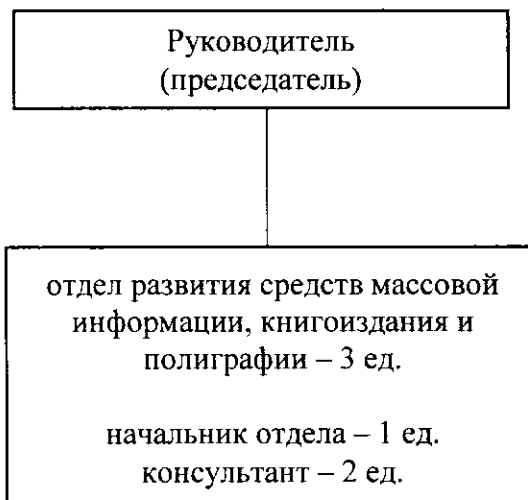 Руководитель
(председатель)
отдел развития средств массовой
информации, книгоиздания и
полиграфии – 3 ед.
начальник отдела – 1 ед.
консультант – 2 ед.